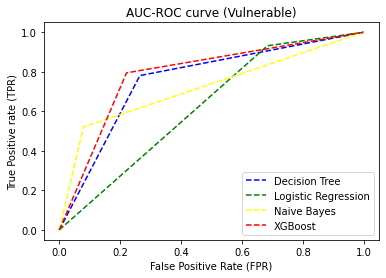 AUC-ROC curve (Vulnerable)
True Positive rate (TPR)
1.0
0.8
0.6
0.4
0.2
0.0
Decision Tree
Logistic Regression
Naive Bayes
XGBoost
0.0 0.2 0.4 0.6 0.8 1.0
False Positive Rate (FPR)